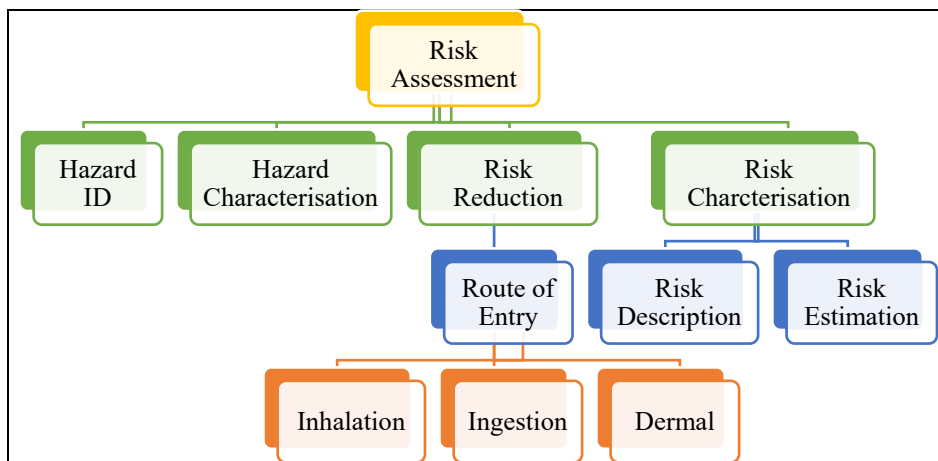 Risk
Assessment
Hazard
ID
Hazard
Characterisation
Risk
Reduction
Risk
Charcterisation
Route of
Entry
Risk
Description
Risk
Estimation
Inhalation
Ingestion
Dermal